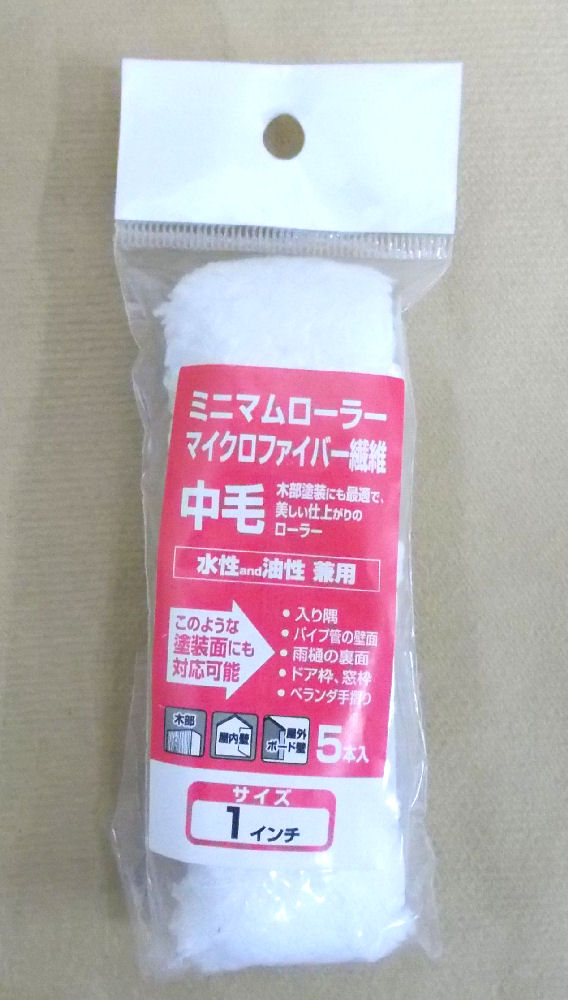 ミニマムローラー
マイクロファイバー繊維
中毛
木部塗装にも最適で、
美しい仕上がりの
ローラー
水性and油性 兼用
このような
塗装面にも
対応可能
• 入り隅
• パイプ管の壁面
• 雨樋の裏面
• ドア枠、窓枠
• ベランダ手摺り
木部
屋内壁
屋外
ボード壁
5本入
サイズ
1インチ